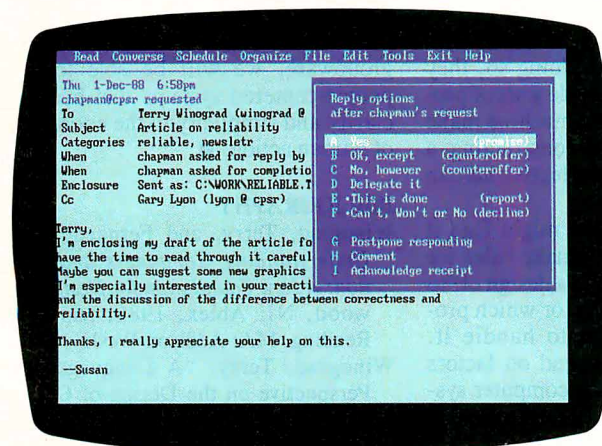 Read Converse Schedule Organize File Edit Tools Exit Help
Thu 1-Dec-88 6:58pm
chapman@cpsr requested
To Terry Winograd (winograd @
Subject Article on reliability
Categories reliable, newsletr
When chapman asked for reply by
When chapman asked for completio
Enclosure Sent as: C:\WORK\RELIABLE.T
Cc Gary Lyon (lyon @ cpsr)
Terry,
I'm enclosing my draft of the article fo
have the time to read through it careful
Maybe you can suggest some new graphics
I'm especially interested in your reacti
and the discussion of the difference between correctness and
reliability.
Thanks, I really appreciate your help on this.
--Susan
Reply options
after chapman's request
A Yes (promise)
B OK, except (counteroffer)
C No, however (counteroffer)
D Delegate it
E •This is done (report)
F •Can't, Won't or No (decline)
G Postpone responding
H Comment
I Acknowledge receipt